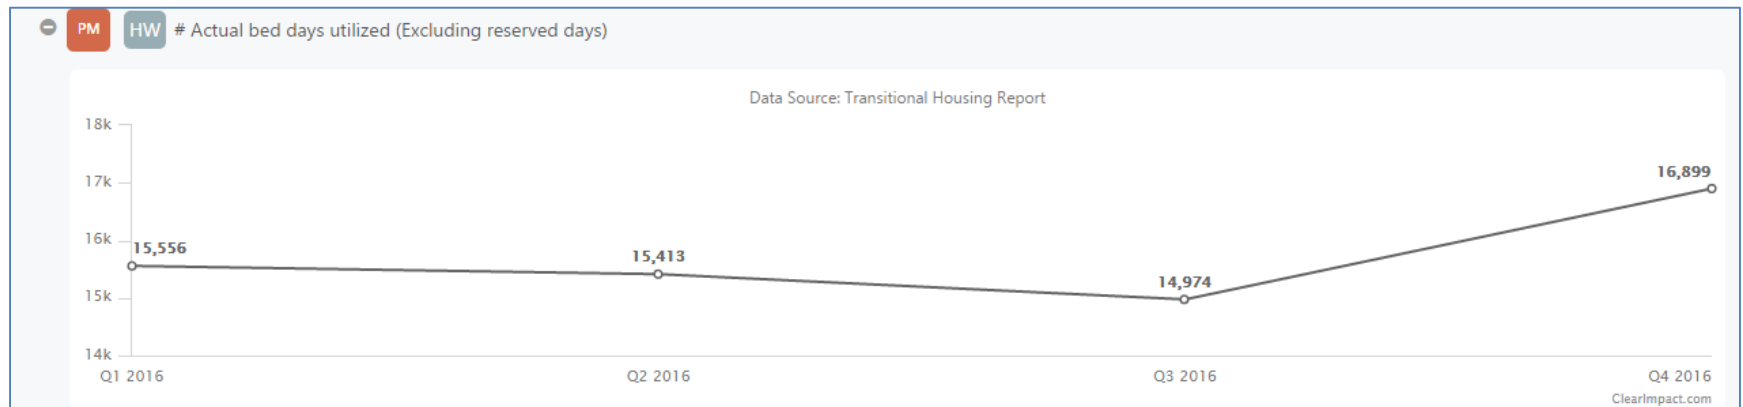 PM HW # Actual bed days utilized (Excluding reserved days)
Data Source: Transitional Housing Report
18k
17k
16k
15k
14k
15,556
15,413
14,974
16,899
Q1 2016 Q2 2016 Q3 2016 Q4 2016
ClearImpact.com